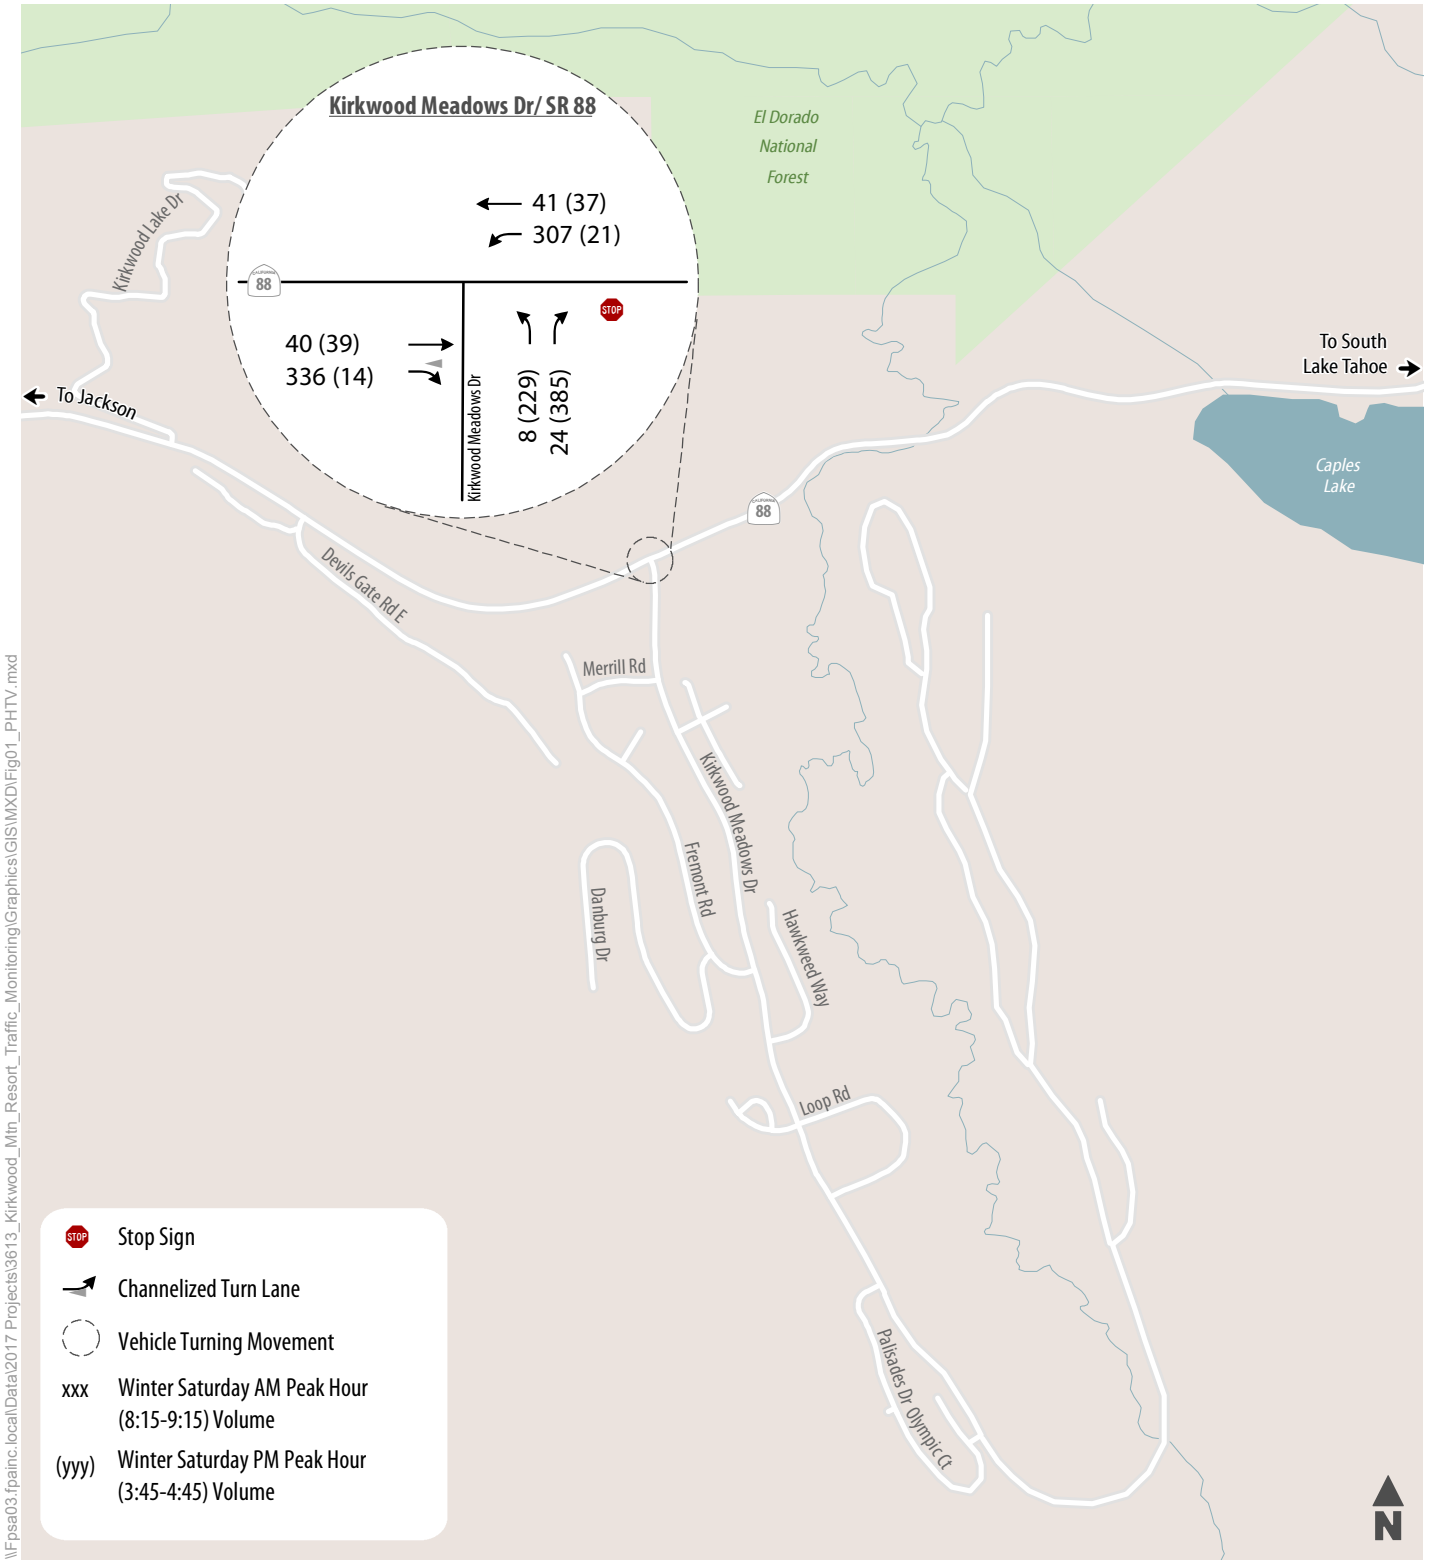 Kirkwood Meadows Dr/ SR 88
41 (37)
307 (21)
CALIFORNIA
88
STOP
40 (39)
336 (14)
8 (229)
24 (385)
Kirkwood Meadows Dr
El Dorado
National
Forest
Kirkwood Lake Dr
To Jackson
To South
Lake Tahoe
Caples
Lake
CALIFORNIA
88
Devils Gate Rd E
Merrill Rd
Kirkwood Meadows Dr
Fremont Rd
Danburg Dr
Hawkweed Way
Loop Rd
Palisades Dr
Olympic Ct
STOP
Stop Sign
Channelized Turn Lane
Vehicle Turning Movement
xxx
Winter Saturday AM Peak Hour
(8:15-9:15) Volume
(yyy)
Winter Saturday PM Peak Hour
(3:45-4:45) Volume
N
\\Fpsa03.fpainc.local\Data\2017 Projects\3613_Kirkwood_Mtn_Resort_Traffic_Monitoring\Graphics\GIS\MXD\Fig01_PHTV.mxd